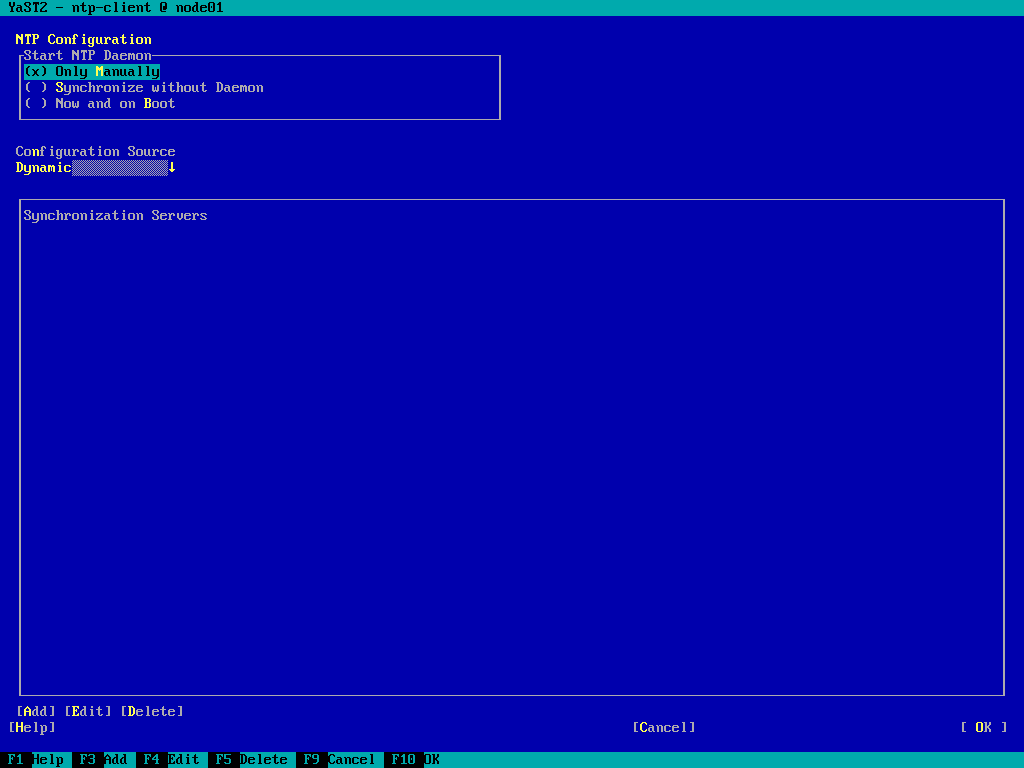 YaST2 - ntp-client @ node01
NTP Configuration
Start NTP Daemon
(x) Only Manually
( ) Synchronize without Daemon
( ) Now and on Boot
Configuration Source
Dynamic↓
Synchronization Servers
[Add] [Edit] [Delete]
[Help] [Cancel] [ OK ]
F1 Help F3 Add F4 Edit F5 Delete F9 Cancel F10 OK